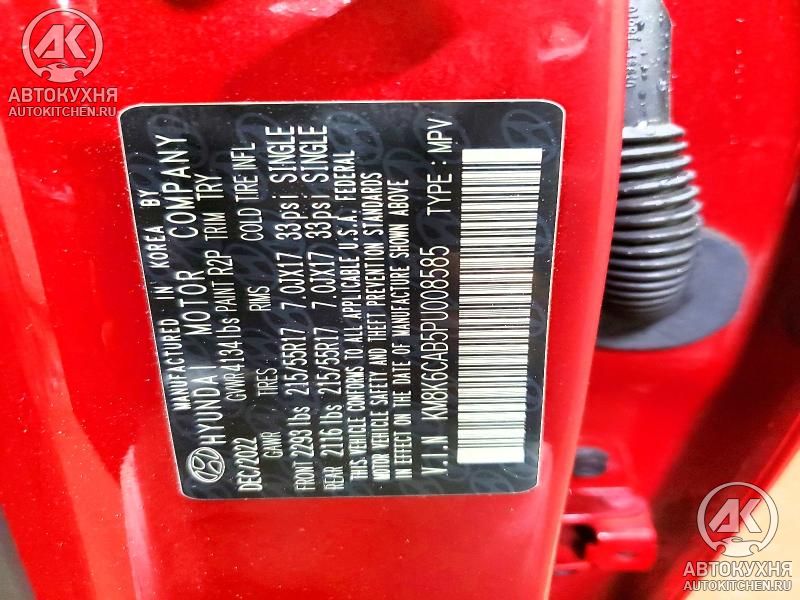 AK
АВТОКУХНЯ
AUTOKITCHEN.RU
MANUFACTURED IN KOREA BY
HYUNDAI MOTOR COMPANY
DEC/2022 GVWR 4134 lbs PAINT R2P TRIM TRY
GAWR TIRES RIMS COLD TIRE INFL
FRONT 2293 lbs 215/55R17 7.0JX17 33psi SINGLE
REAR 2116 lbs 215/55R17 7.0JX17 33psi SINGLE
THIS VEHICLE CONFORMS TO ALL APPLICABLE U.S.A. FEDERAL
MOTOR VEHICLE SAFETY AND THEFT PREVENTION STANDARDS
IN EFFECT ON THE DATE OF MANUFACTURE SHOWN ABOVE
V.I.N KM8K6CAB5PU008585 TYPE : MPV
AK
АВТОКУХНЯ
AUTOKITCHEN.RU